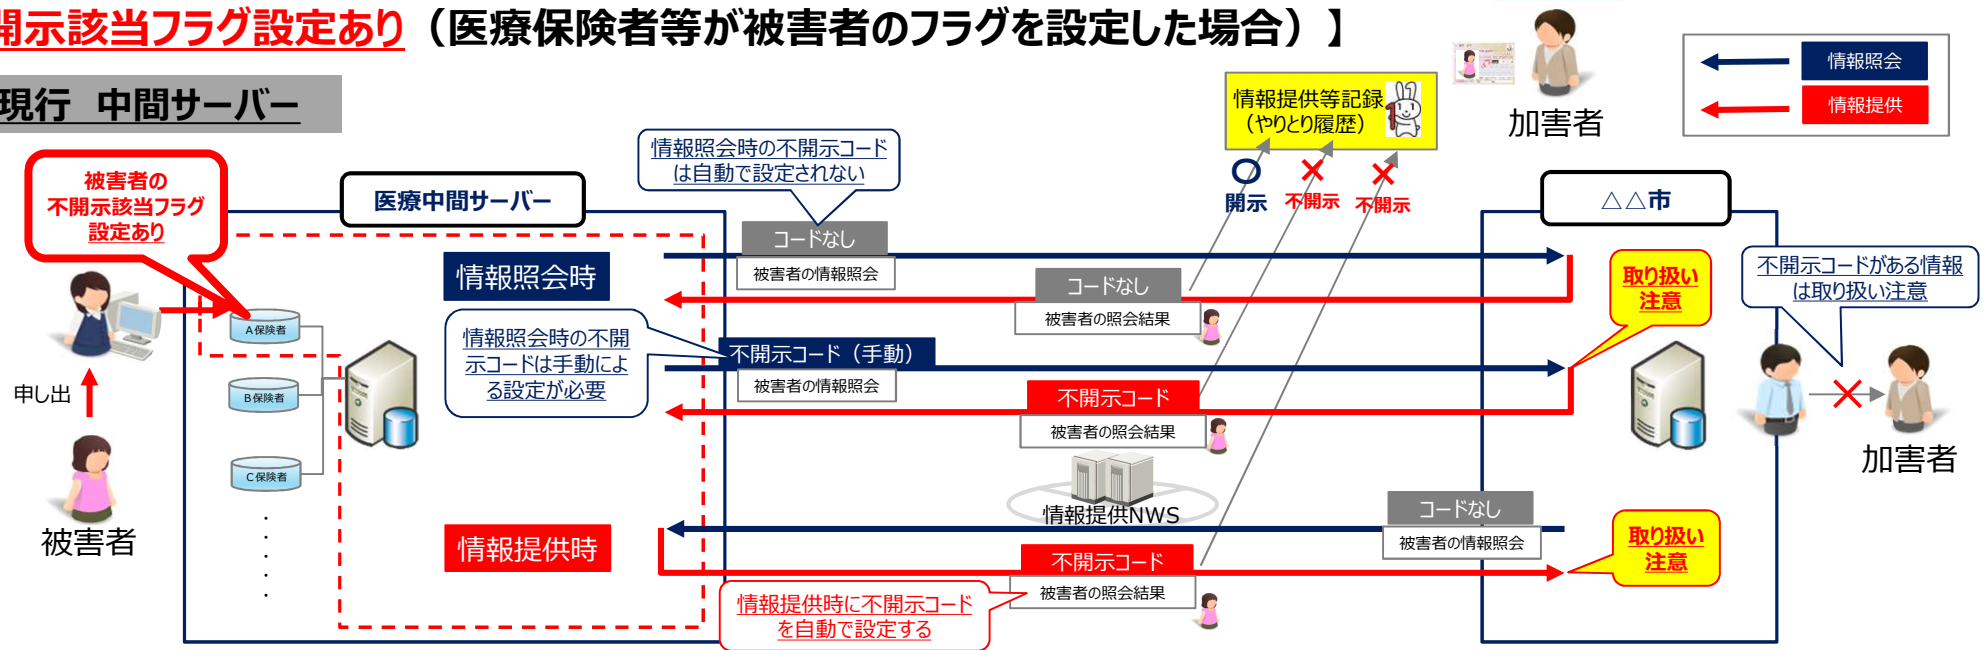 開示該当フラグ設定あり（医療保険者等が被害者のフラグを設定した場合）】
現行　中間サーバー
加害者
情報照会
情報提供
情報提供等記録
（やりとり履歴）
情報照会時の不開示コード
は自動で設定されない
被害者の
不開示該当フラグ
設定あり
医療中間サーバー
開示
不開示
不開示
△△市
コードなし
被害者の情報照会
情報照会時
コードなし
被害者の照会結果
取り扱い
注意
不開示コードがある情報
は取り扱い注意
A保険者
情報照会時の不開
示コードは手動によ
る設定が必要
不開示コード（手動）
被害者の情報照会
申し出
B保険者
不開示コード
被害者の照会結果
加害者
C保険者
情報提供NWS
コードなし
被害者の情報照会
被害者
情報提供時
不開示コード
被害者の照会結果
取り扱い
注意
情報提供時に不開示コード
を自動で設定する